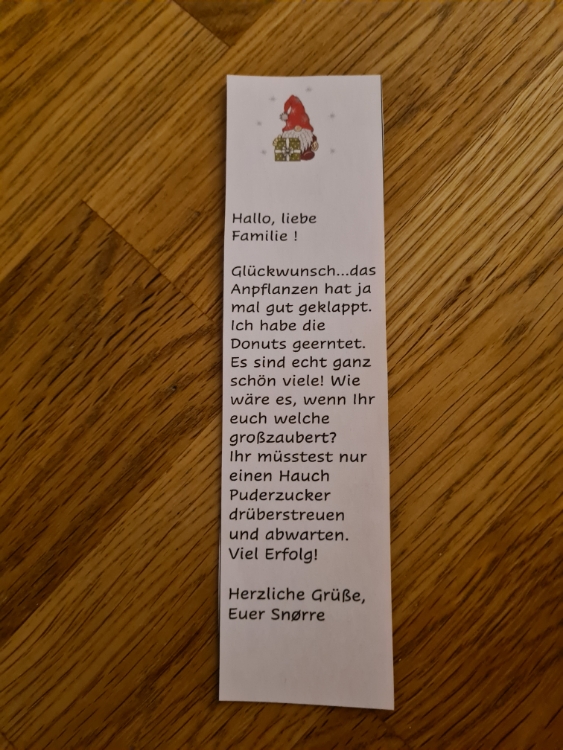 Hallo, liebe
Familie !
Glückwunsch...das
Anpflanzen hat ja
mal gut geklappt.
Ich habe die
Donuts geerntet.
Es sind echt ganz
schön viele! Wie
wäre es, wenn Ihr
euch welche
großzaubert?
Ihr müsstest nur
einen Hauch
Puderzucker
drüberstreuen
und abwarten.
Viel Erfolg!
Herzliche Grüße,
Euer Snørre